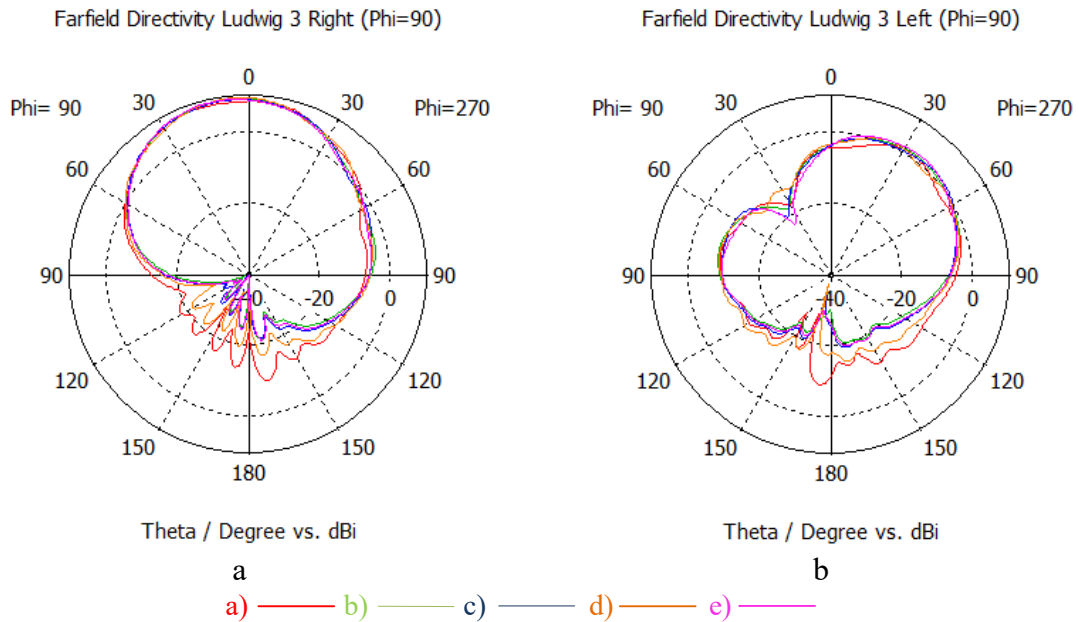 Farfield Directivity Ludwig 3 Right (Phi=90) Farfield Directivity Ludwig 3 Left (Phi=90)
0 0
Phi= 90 30 30 Phi=270 Phi= 90 30 30 Phi=270
60 60 60 60
90 -40 -20 0 90 90 -40 -20 0 90
120 120 120 120
150 150 150 150
180 180
Theta / Degree vs. dBi Theta / Degree vs. dBi
a b
a) b) c) d) e)